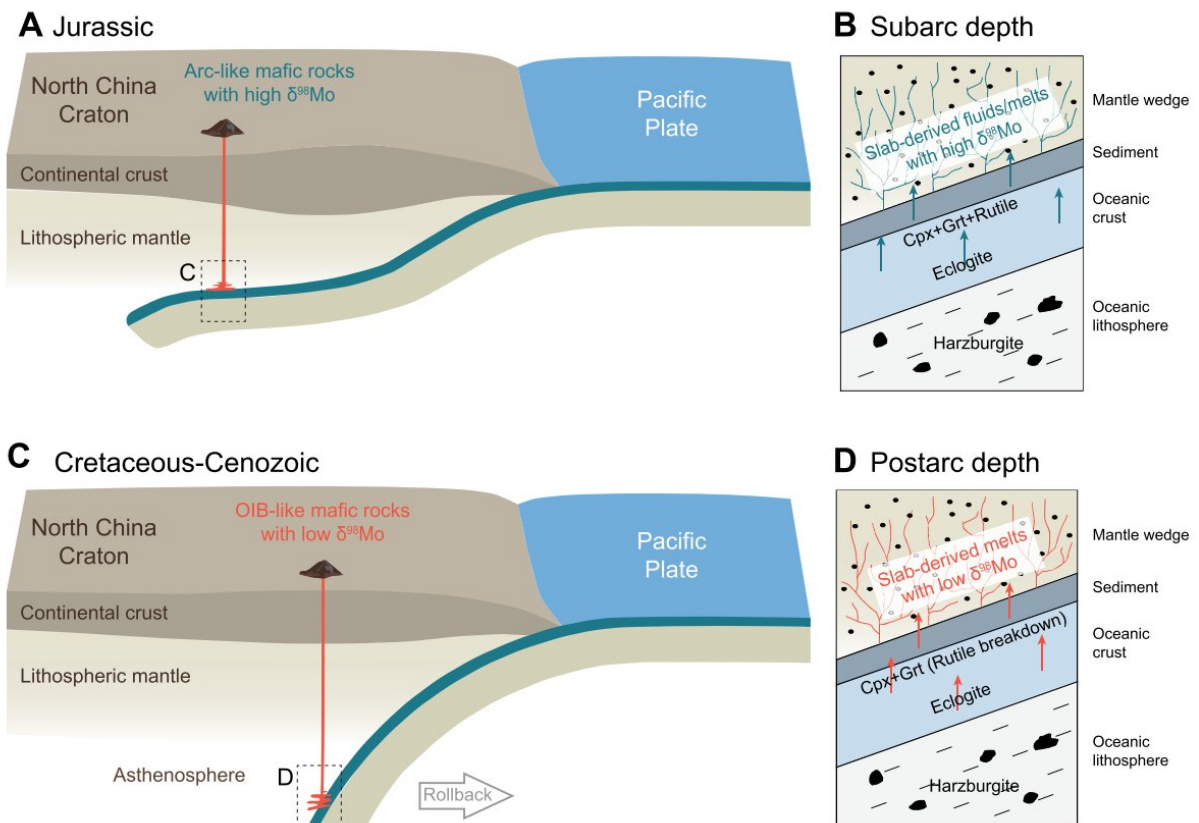 A Jurassic
Arc-like mafic rocks
with high δ⁹⁸Mo
North China
Craton
Pacific
Plate
Continental crust
Lithospheric mantle
C
B Subarc depth
Slab-derived fluids/melts
with high δ⁹⁸Mo
Mantle wedge
Sediment
Oceanic
crust
Cpx+Grt+Rutile
Eclogite
Oceanic
lithosphere
Harzburgite
C Cretaceous-Cenozoic
OIB-like mafic rocks
with low δ⁹⁸Mo
North China
Craton
Pacific
Plate
Continental crust
Lithospheric mantle
Asthenosphere
D
Rollback
D Postarc depth
Slab-derived melts
with low δ⁹⁸Mo
Mantle wedge
Sediment
Oceanic
crust
Cpx+Grt (Rutile breakdown)
Eclogite
Oceanic
lithosphere
Harzburgite